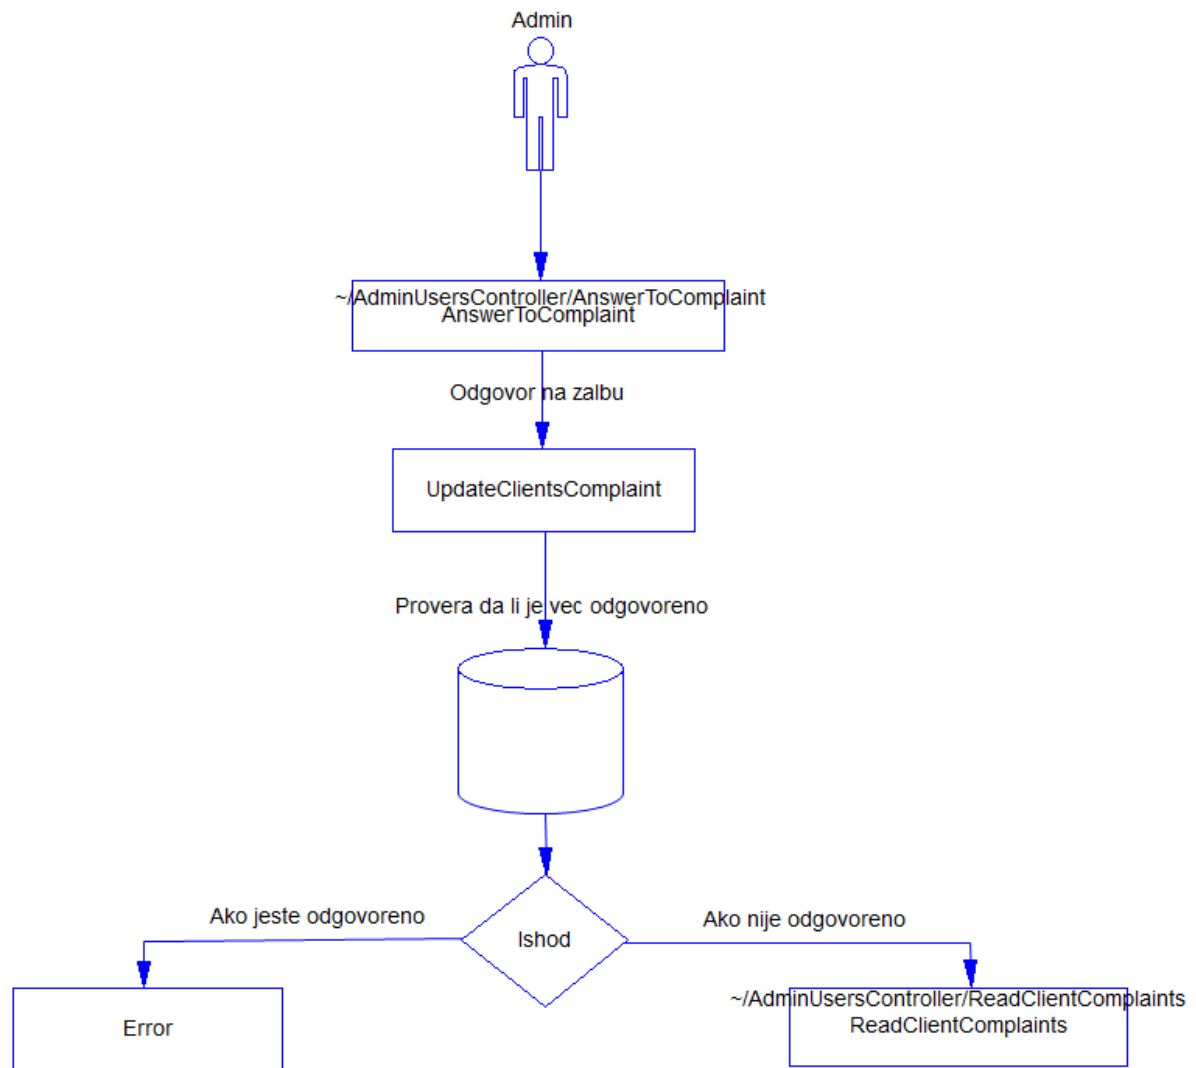 Admin
~/AdminUsersController/AnswerToComplaint
AnswerToComplaint
Odgovor na zalbu
UpdateClientsComplaint
Provera da li je vec odgovoreno
Ako jeste odgovoreno
Ako nije odgovoreno
Ishod
~/AdminUsersController/ReadClientComplaints
ReadClientComplaints
Error